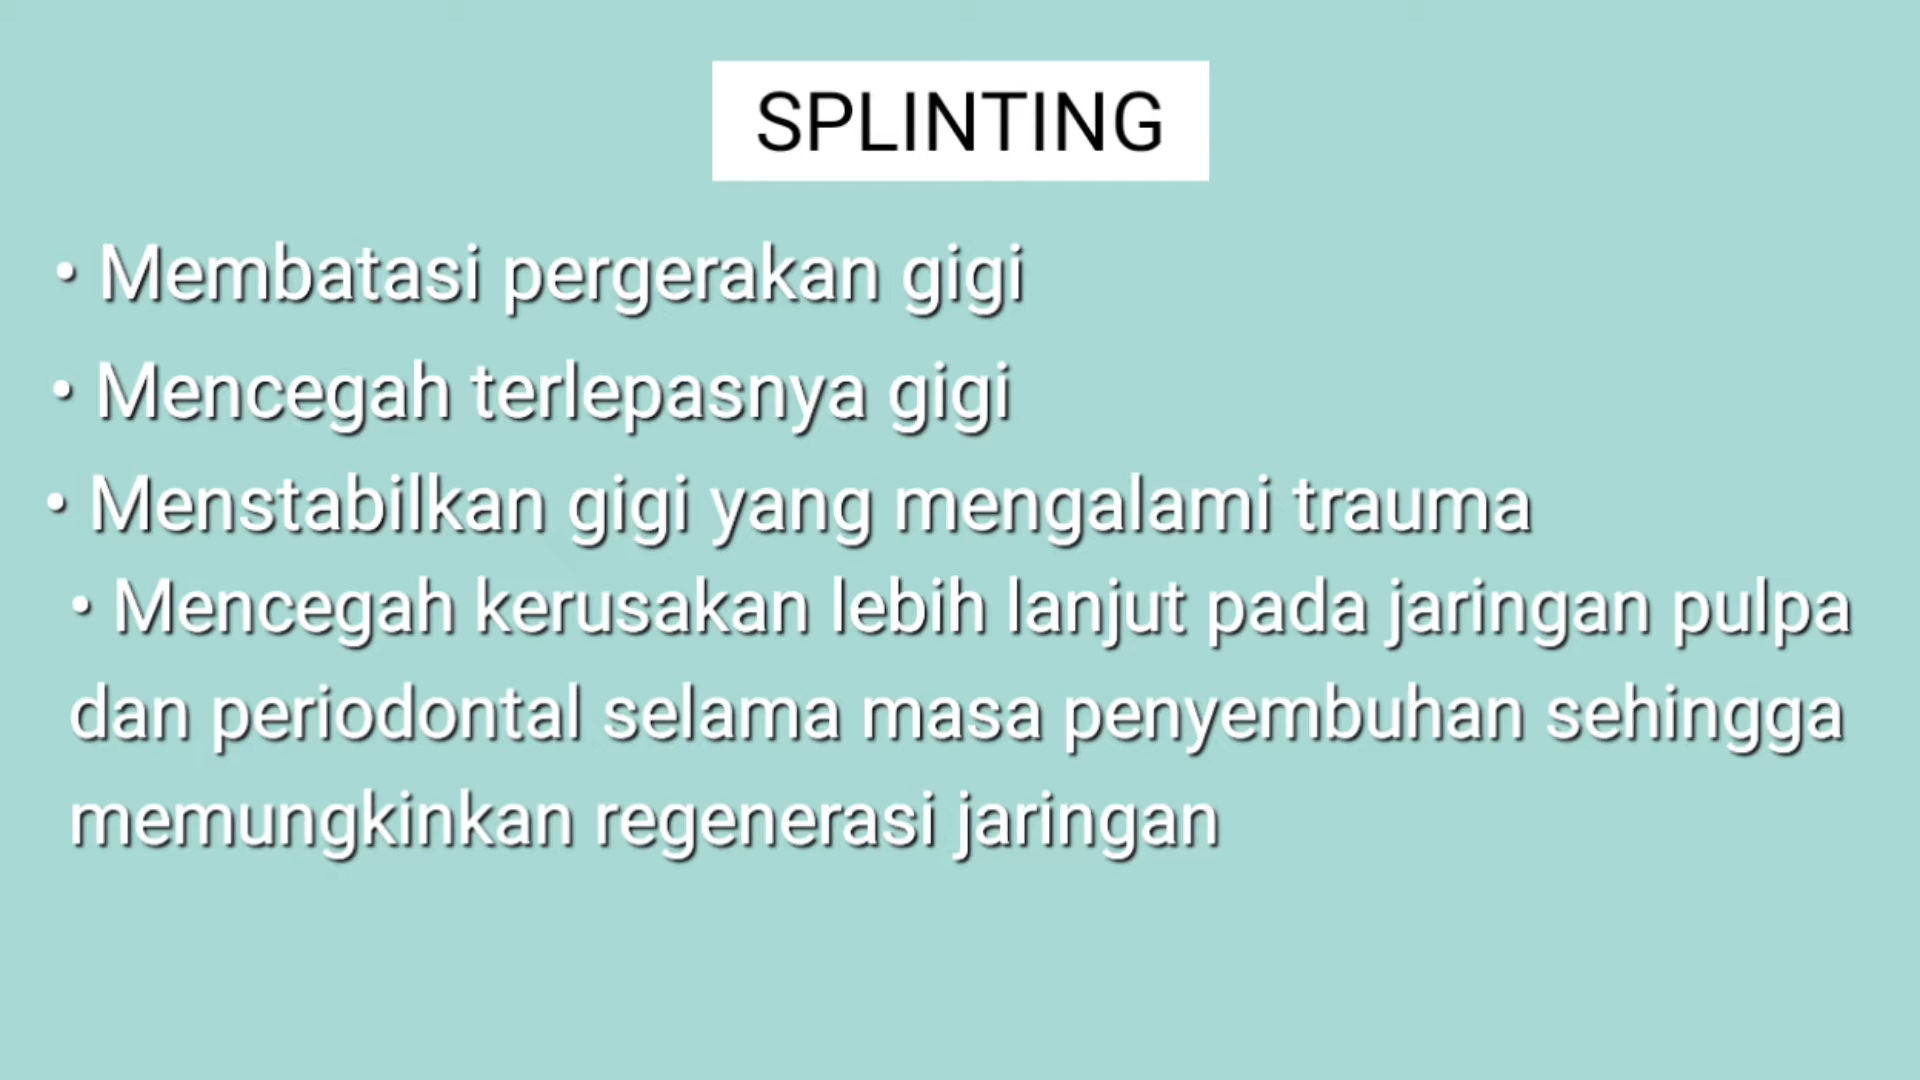 SPLINTING
• Membatasi pergerakan gigi
• Mencegah terlepasnya gigi
• Menstabilkan gigi yang mengalami trauma
• Mencegah kerusakan lebih lanjut pada jaringan pulpa
dan periodontal selama masa penyembuhan sehingga
memungkinkan regenerasi jaringan